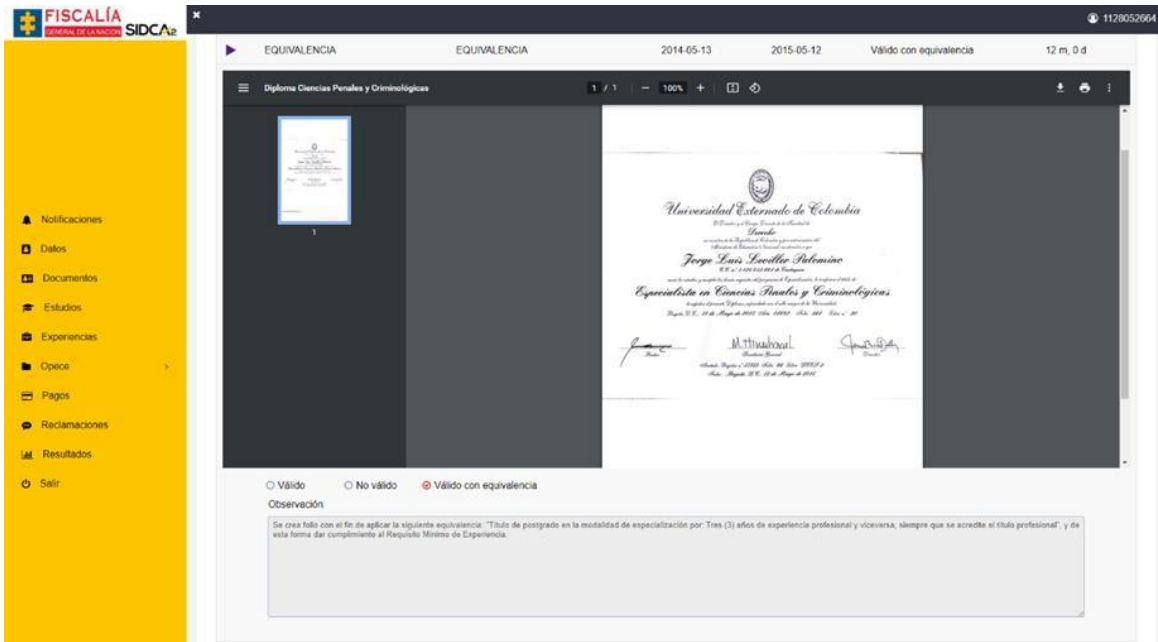 FISCALÍA
GENERAL DE LA NACION
SIDCA2
1128052664
Notificaciones
Datos
Documentos
Estudios
Experiencias
Opece
Pagos
Reclamaciones
Resultados
Salir
EQUIVALENCIA EQUIVALENCIA 2014-05-13 2015-05-12 Válido con equivalencia 12 m, 0 d
Diploma Ciencias Penales y Criminológicas 1 / 1 100%
1
Universidad Externado de Colombia
Derecho
Jorge Luis Leviller Palomino
Especialista en Ciencias Penales y Criminológicas
Rector
Secretario General
Válido No válido Válido con equivalencia
Observación
Se crea folio con el fin de aplicar la siguiente equivalencia: "Título de postgrado en la modalidad de especialización por: Tres (3) años de experiencia profesional y viceversa, siempre que se acredite el título profesional", y de
esta forma dar cumplimiento al Requisito Mínimo de Experiencia.